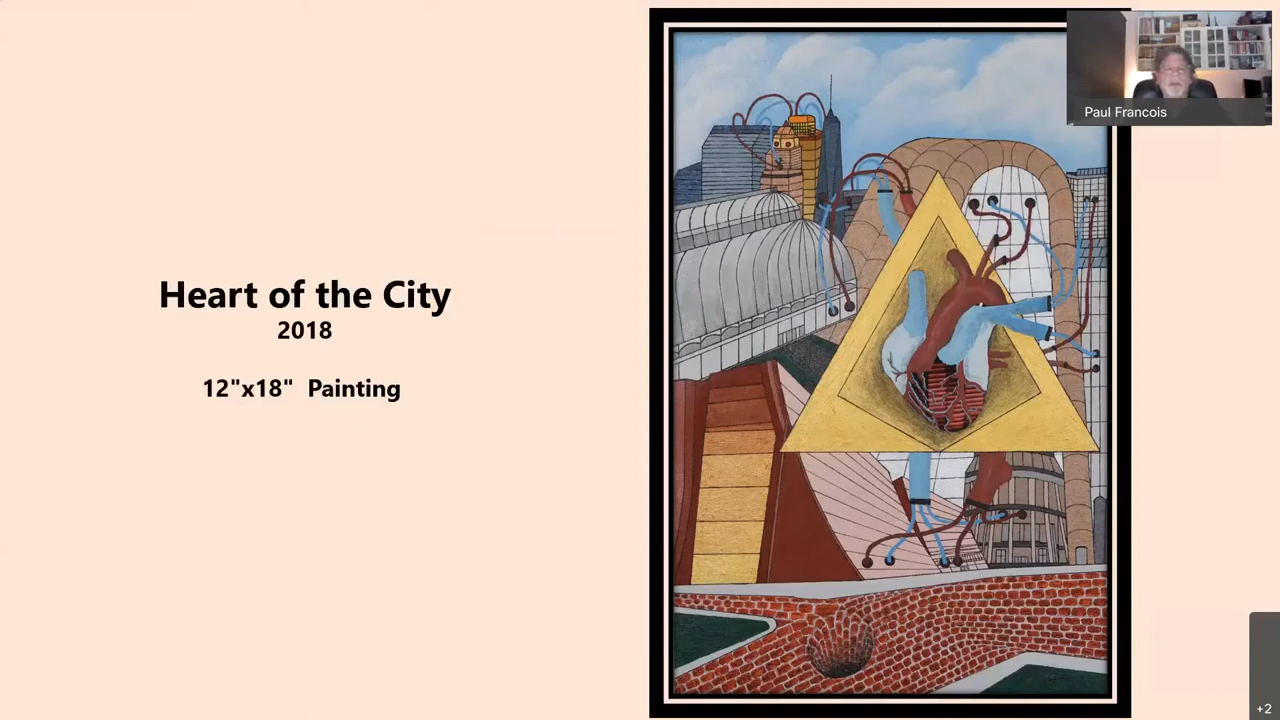 Heart of the City
2018
12"x18" Painting
Paul Francois
+2